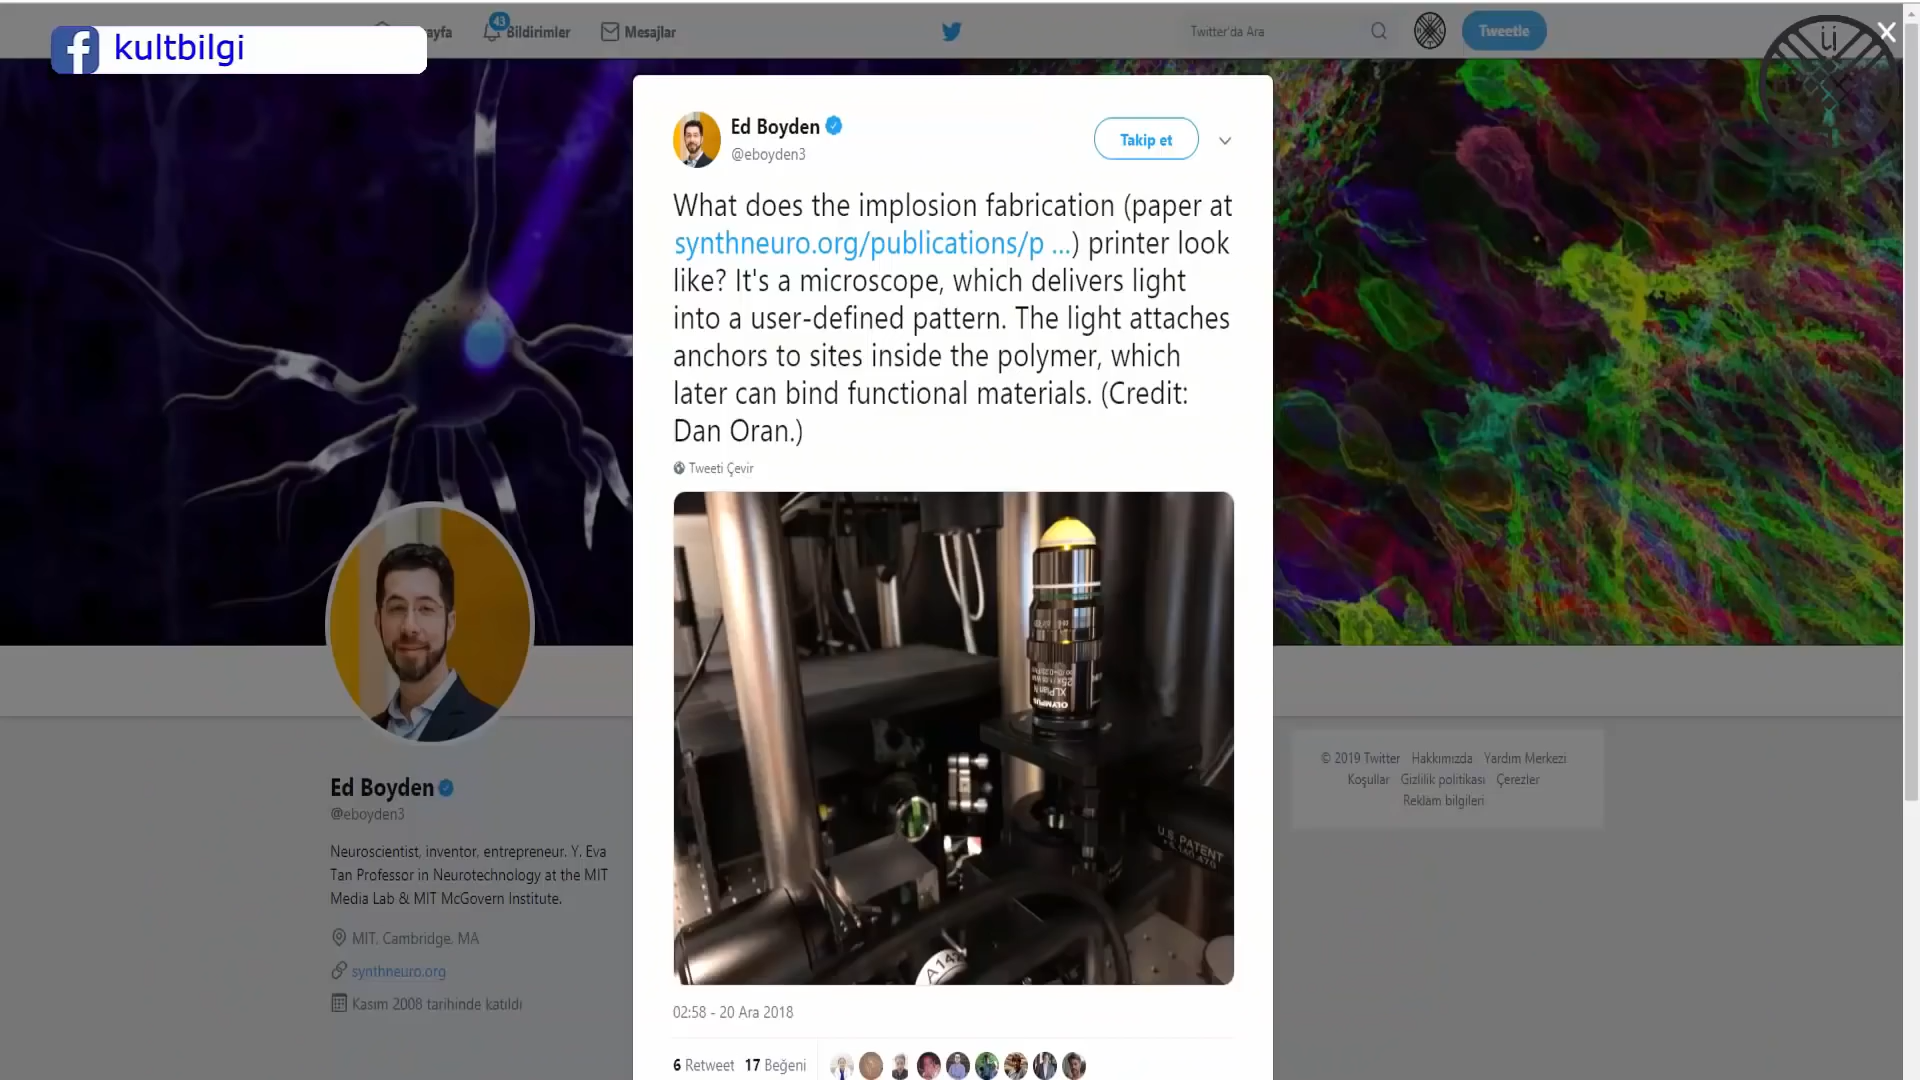 kultbilgi
ayfa
43
Bildirimler
Mesajlar
Twitter'da Ara
Tweetle
Ed Boyden
@eboyden3
Takip et
What does the implosion fabrication (paper at
synthneuro.org/publications/p ...) printer look
like? It's a microscope, which delivers light
into a user-defined pattern. The light attaches
anchors to sites inside the polymer, which
later can bind functional materials. (Credit:
Dan Oran.)
Tweeti Çevir
XLPlan N
OLYMPUS
U.S. PATENT
A142
02:58 - 20 Ara 2018
6 Retweet 17 Beğeni
Ed Boyden
@eboyden3
Neuroscientist, inventor, entrepreneur. Y. Eva
Tan Professor in Neurotechnology at the MIT
Media Lab & MIT McGovern Institute.
MIT, Cambridge, MA
synthneuro.org
Kasım 2008 tarihinde katıldı
© 2019 Twitter Hakkımızda Yardım Merkezi
Koşullar Gizlilik politikası Çerezler
Reklam bilgileri